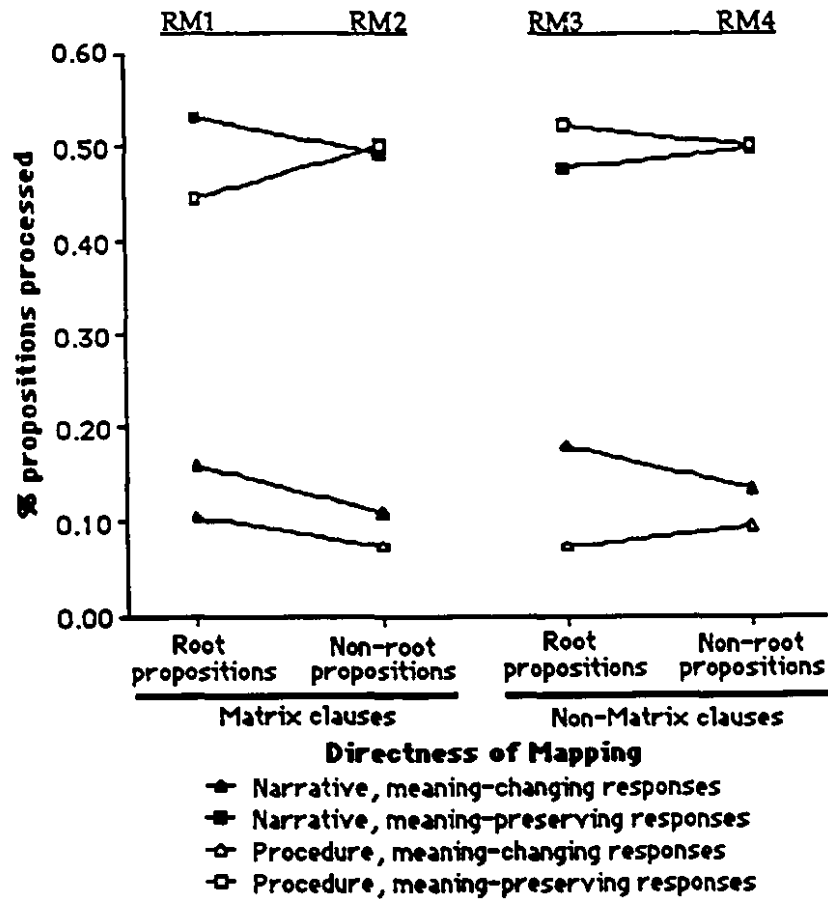 RM1 RM2 RM3 RM4
0.60
0.50
0.40
0.30
0.20
0.10
0.00
% propositions processed
Root Non-root Root Non-root
propositions propositions propositions propositions
Matrix clauses Non-Matrix clauses
Directness of Mapping
Narrative, meaning-changing responses
Narrative, meaning-preserving responses
Procedure, meaning-changing responses
Procedure, meaning-preserving responses